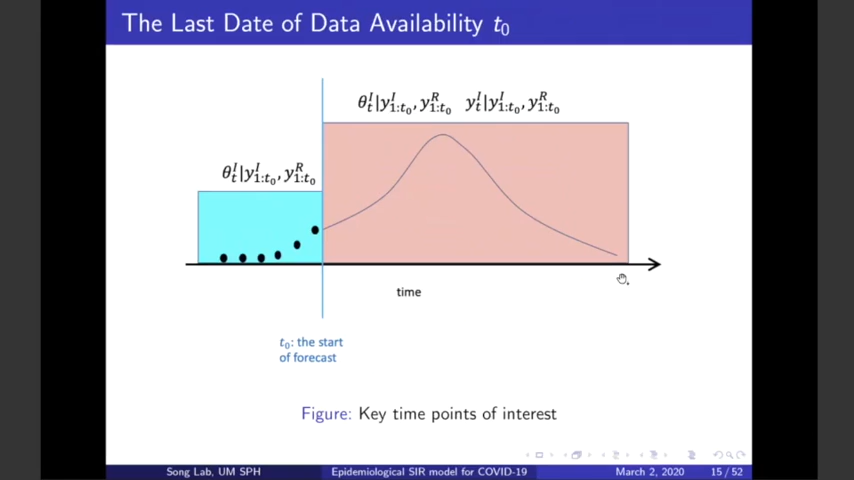 The Last Date of Data Availability t₀
θₜᴵ|y₁:ₜ₀ᴵ, y₁:ₜ₀ᴿ yₜᴵ|y₁:ₜ₀ᴵ, y₁:ₜ₀ᴿ
θₜᴵ|y₁:ₜ₀ᴵ, y₁:ₜ₀ᴿ
time
t₀: the start
of forecast
Figure: Key time points of interest
Song Lab, UM SPH Epidemiological SIR model for COVID-19 March 2, 2020 15 / 52